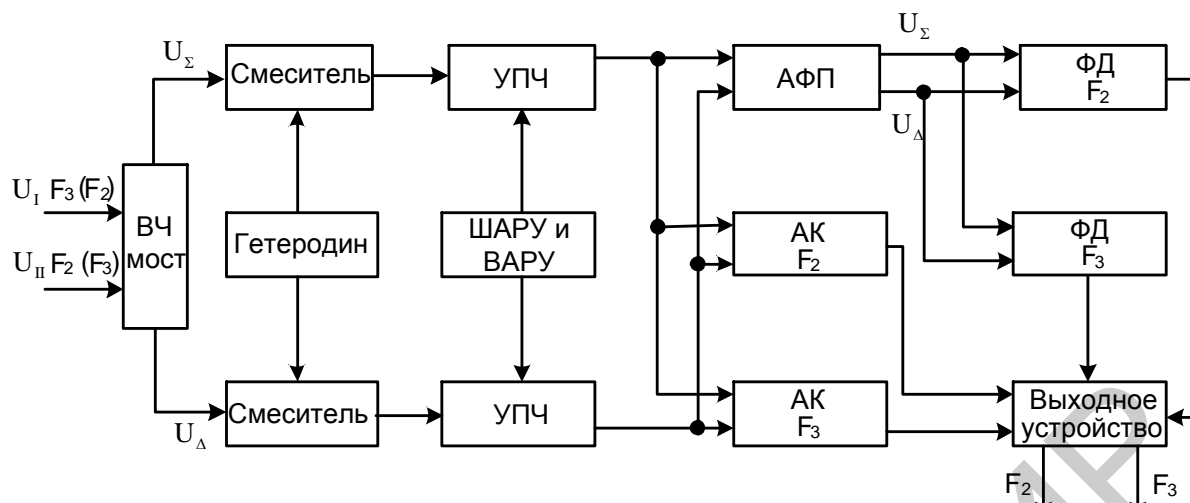 U_Σ
U_Σ
Смеситель
УПЧ
АФП
ФД
F₂
U_Δ
U_I F₃ (F₂)
ВЧ
мост
U_II F₂ (F₃)
Гетеродин
ШАРУ и
ВАРУ
АК
F₂
ФД
F₃
Смеситель
УПЧ
АК
F₃
Выходное
устройство
U_Δ
F₂
F₃